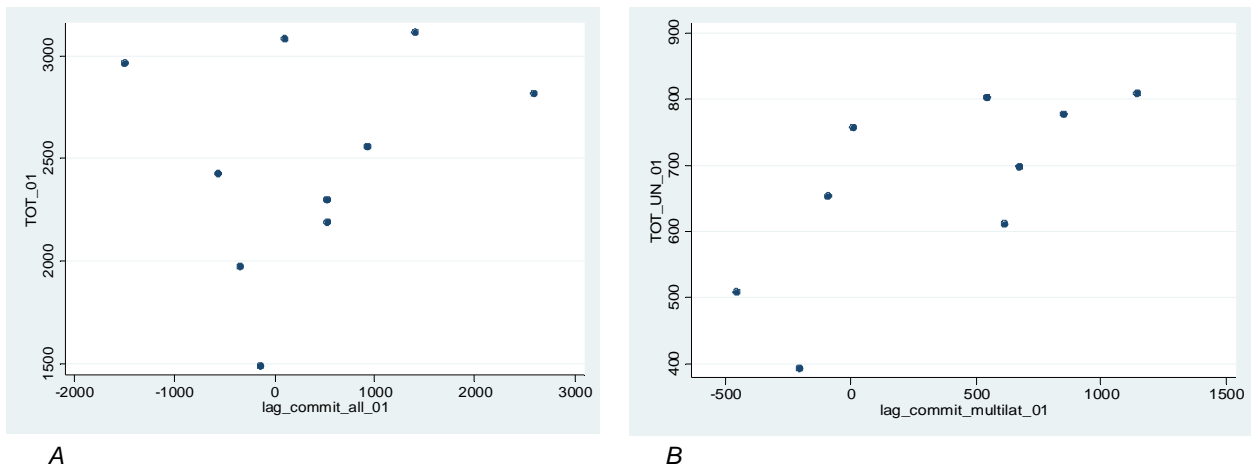 TOT_01
3000
2500
2000
1500
-2000 -1000 0 1000 2000 3000
lag_commit_all_01
A
TOT_UN_01
900
800
700
600
500
400
-500 0 500 1000 1500
lag_commit_multilat_01
B